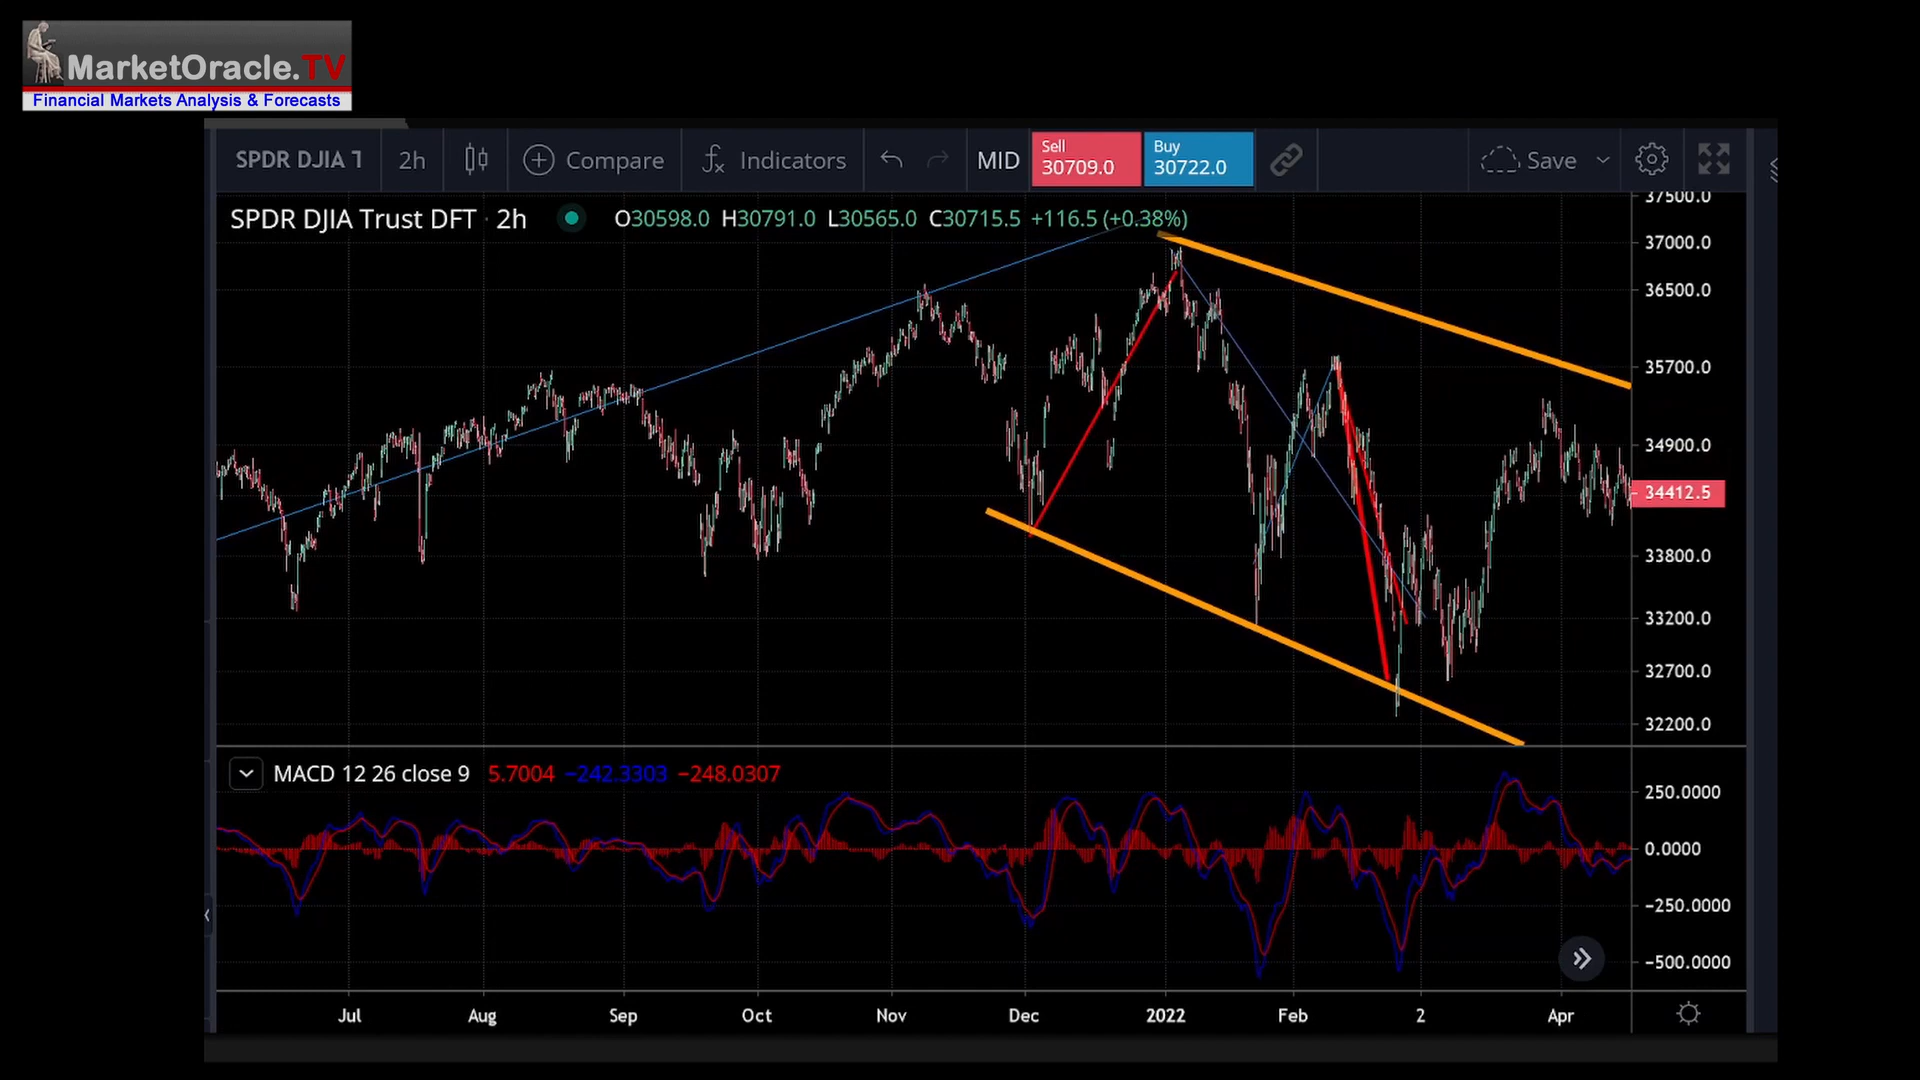 MarketOracle.TV
Financial Markets Analysis & Forecasts
SPDR DJIA T 2h Compare Indicators MID Sell 30709.0 Buy 30722.0 Save
SPDR DJIA Trust DFT · 2h O30598.0 H30791.0 L30565.0 C30715.5 +116.5 (+0.38%)
37500.0
37000.0
36500.0
35700.0
34900.0
34412.5
33800.0
33200.0
32700.0
32200.0
MACD 12 26 close 9 5.7004 −242.3303 −248.0307
250.0000
0.0000
−250.0000
−500.0000
Jul Aug Sep Oct Nov Dec 2022 Feb 2 Apr